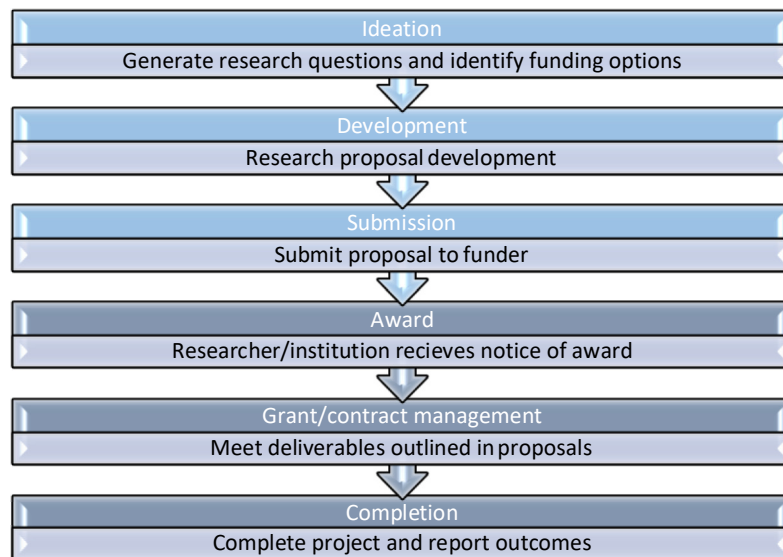 Ideation
Generate research questions and identify funding options
Development
Research proposal development
Submission
Submit proposal to funder
Award
Researcher/institution recieves notice of award
Grant/contract management
Meet deliverables outlined in proposals
Completion
Complete project and report outcomes